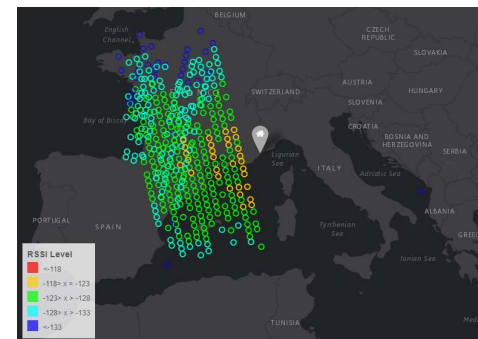 BELGIUM
English
Channel
CZECH
REPUBLIC
SLOVAKIA
AUSTRIA
SWITZERLAND
HUNGARY
SLOVENIA
Bay of Biscay
CROATIA
BOSNIA AND
HERZEGOVINA
SERBIA
Ligurian
Sea
ITALY
Adriatic Sea
PORTUGAL
SPAIN
ALBANIA
Tyrrhenian
Sea
GREE
Ionian Sea
RSSI Level
<-118
-118> x = -123
-123> x > -128
-128> x > -133
<-133
TUNISIA
Med